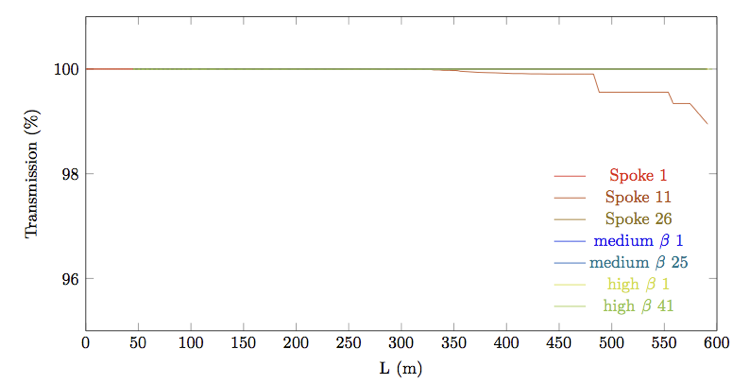 100
98
96
Transmission (%)
Spoke 1
Spoke 11
Spoke 26
medium β 1
medium β 25
high β 1
high β 41
0 50 100 150 200 250 300 350 400 450 500 550 600
L (m)